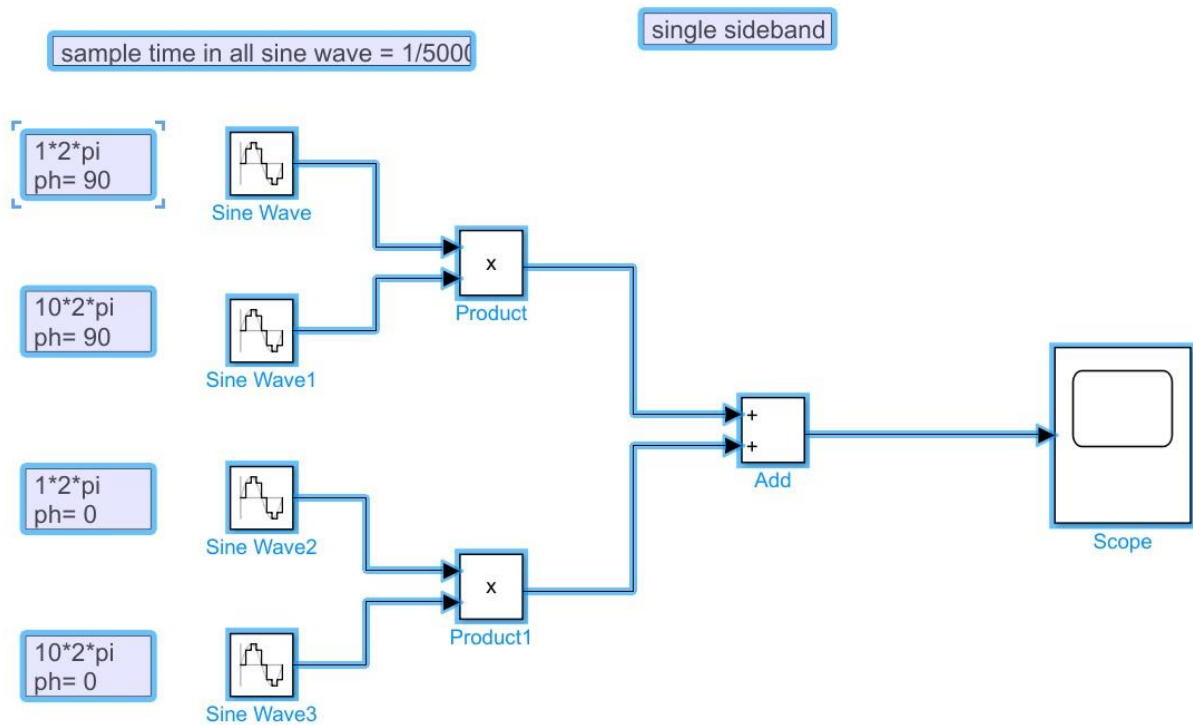 single sideband
sample time in all sine wave = 1/5000
1*2*pi
ph= 90
Sine Wave
x
Product
10*2*pi
ph= 90
Sine Wave1
+
+
Add
Scope
1*2*pi
ph= 0
Sine Wave2
x
Product1
10*2*pi
ph= 0
Sine Wave3